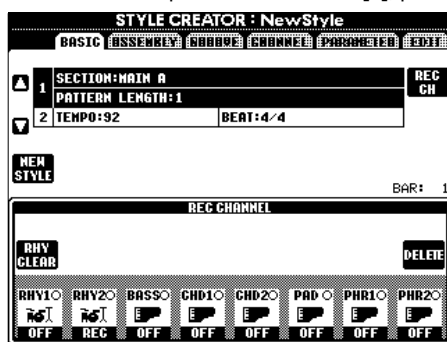 STYLE CREATOR : NewStyle
BASIC ASSEMBLY GROOVE CHANNEL PARAMETER EDIT
1 SECTION:MAIN A
PATTERN LENGTH:1
REC CH
2 TEMPO:92 BEAT:4/4
NEW STYLE
BAR: 1
REC CHANNEL
RHY CLEAR
DELETE
RHY1 RHY2 BASS CHD1 CHD2 PAD PHR1 PHR2
OFF REC OFF OFF OFF OFF OFF OFF